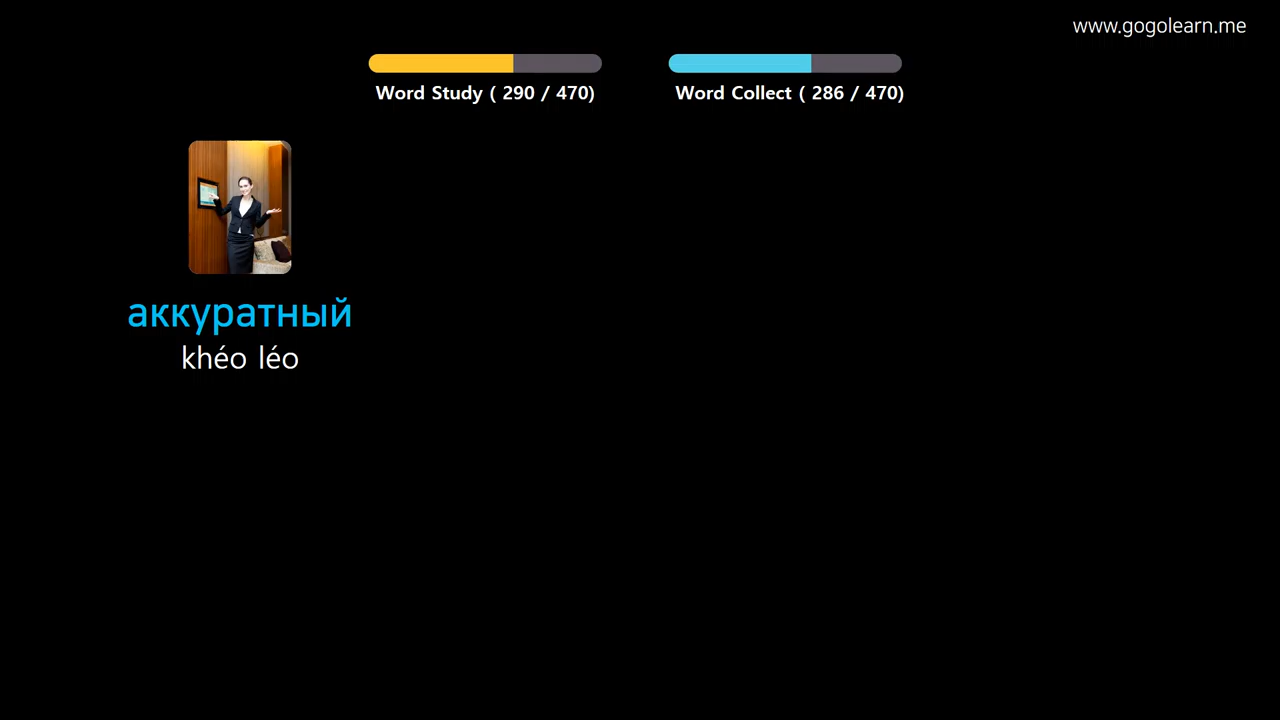 www.gogolearn.me
Word Study ( 290 / 470)
Word Collect ( 286 / 470)
аккуратный
khéo léo